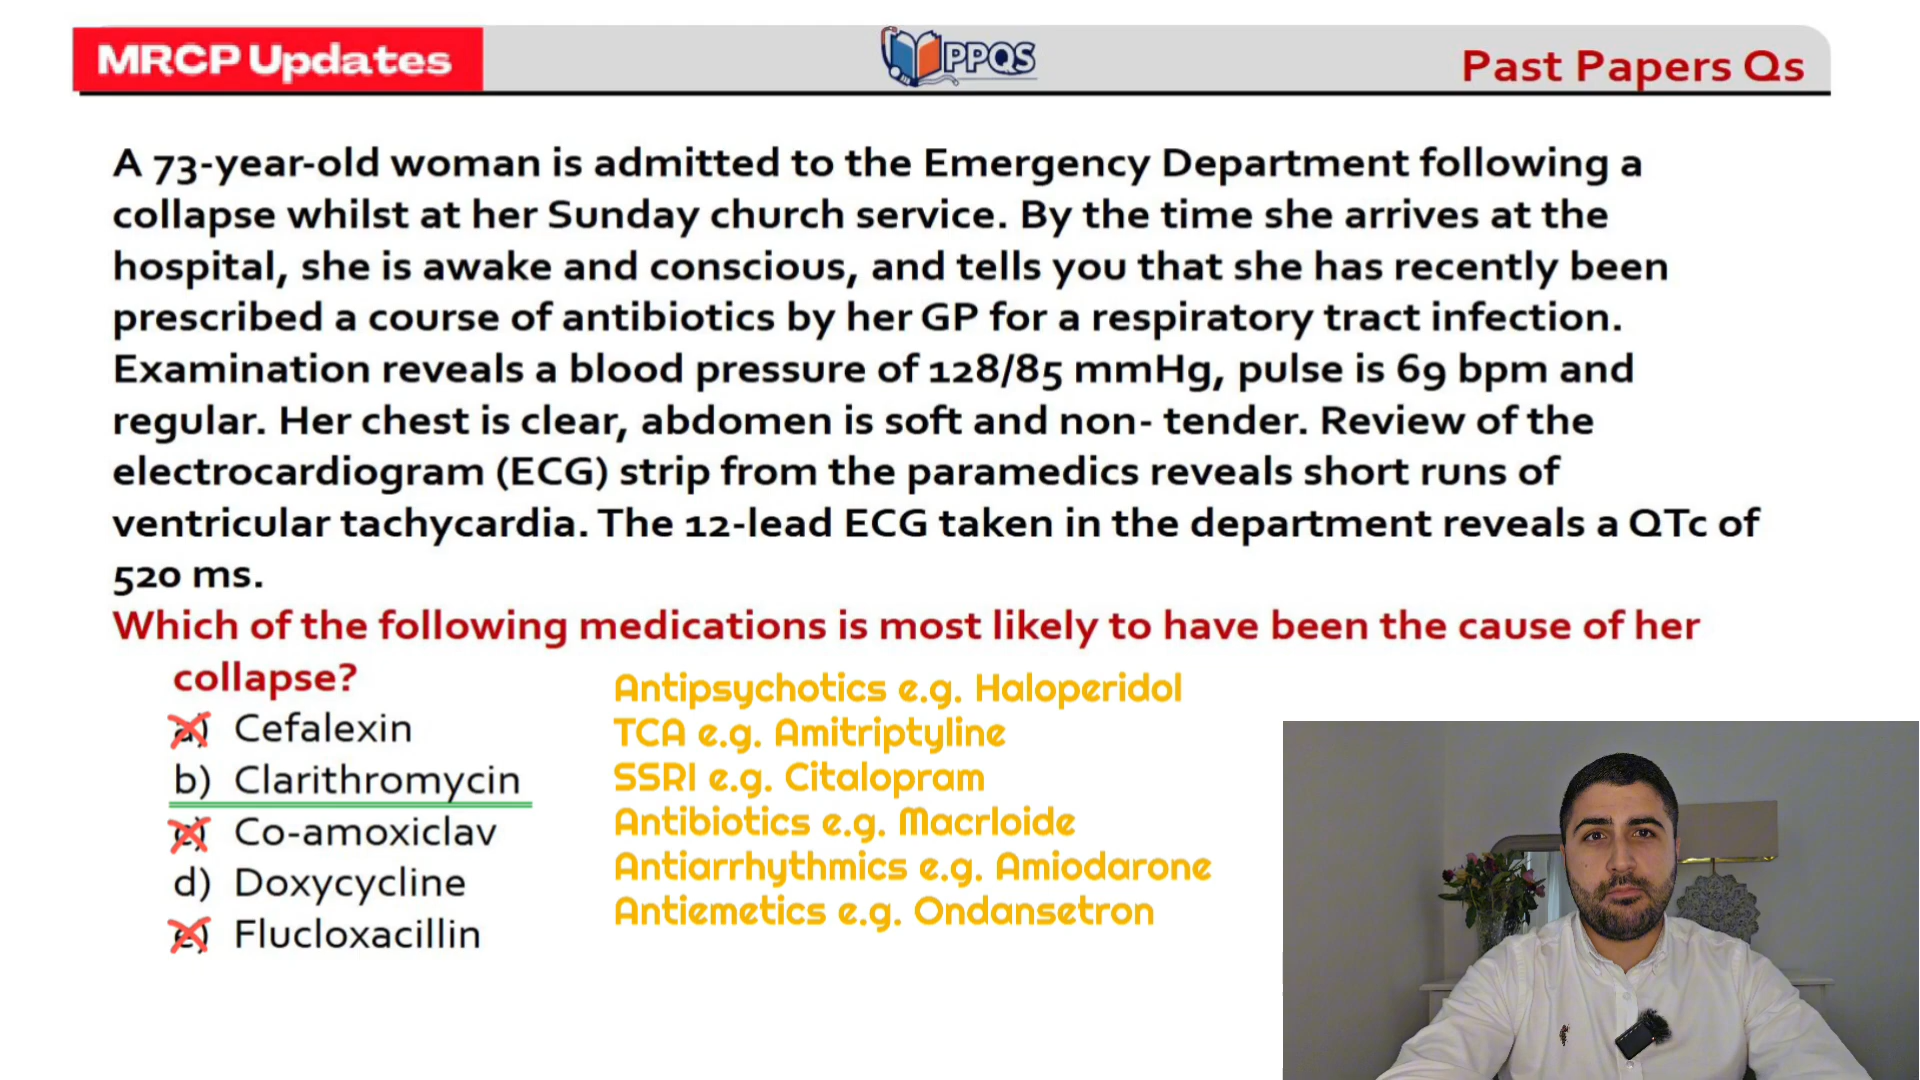 MRCP Updates
PPQS
Past Papers Qs
A 73-year-old woman is admitted to the Emergency Department following a
collapse whilst at her Sunday church service. By the time she arrives at the
hospital, she is awake and conscious, and tells you that she has recently been
prescribed a course of antibiotics by her GP for a respiratory tract infection.
Examination reveals a blood pressure of 128/85 mmHg, pulse is 69 bpm and
regular. Her chest is clear, abdomen is soft and non- tender. Review of the
electrocardiogram (ECG) strip from the paramedics reveals short runs of
ventricular tachycardia. The 12-lead ECG taken in the department reveals a QTc of
520 ms.
Which of the following medications is most likely to have been the cause of her
collapse?
a) Cefalexin
b) Clarithromycin
c) Co-amoxiclav
d) Doxycycline
e) Flucloxacillin
Antipsychotics e.g. Haloperidol
TCA e.g. Amitriptyline
SSRI e.g. Citalopram
Antibiotics e.g. Macrloide
Antiarrhythmics e.g. Amiodarone
Antiemetics e.g. Ondansetron